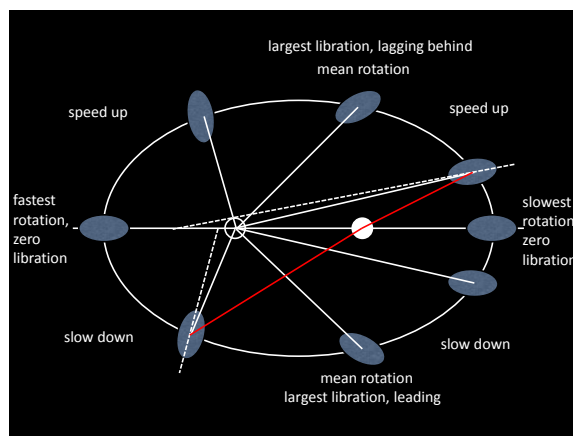 largest libration, lagging behind
mean rotation
speed up
speed up
fastest
rotation,
zero
libration
slowest
rotation
zero
libration
slow down
slow down
mean rotation
largest libration, leading